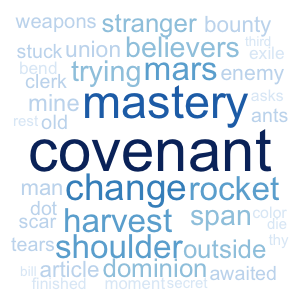 weapons stranger bounty
stuck union believers third
exile
bend trying mars enemy
clerk asks
mine mastery ants
rest old
covenant
man change rocket
dot span color
scar harvest die
tears shoulder outside thy
bill article dominion awaited
finished moment secret